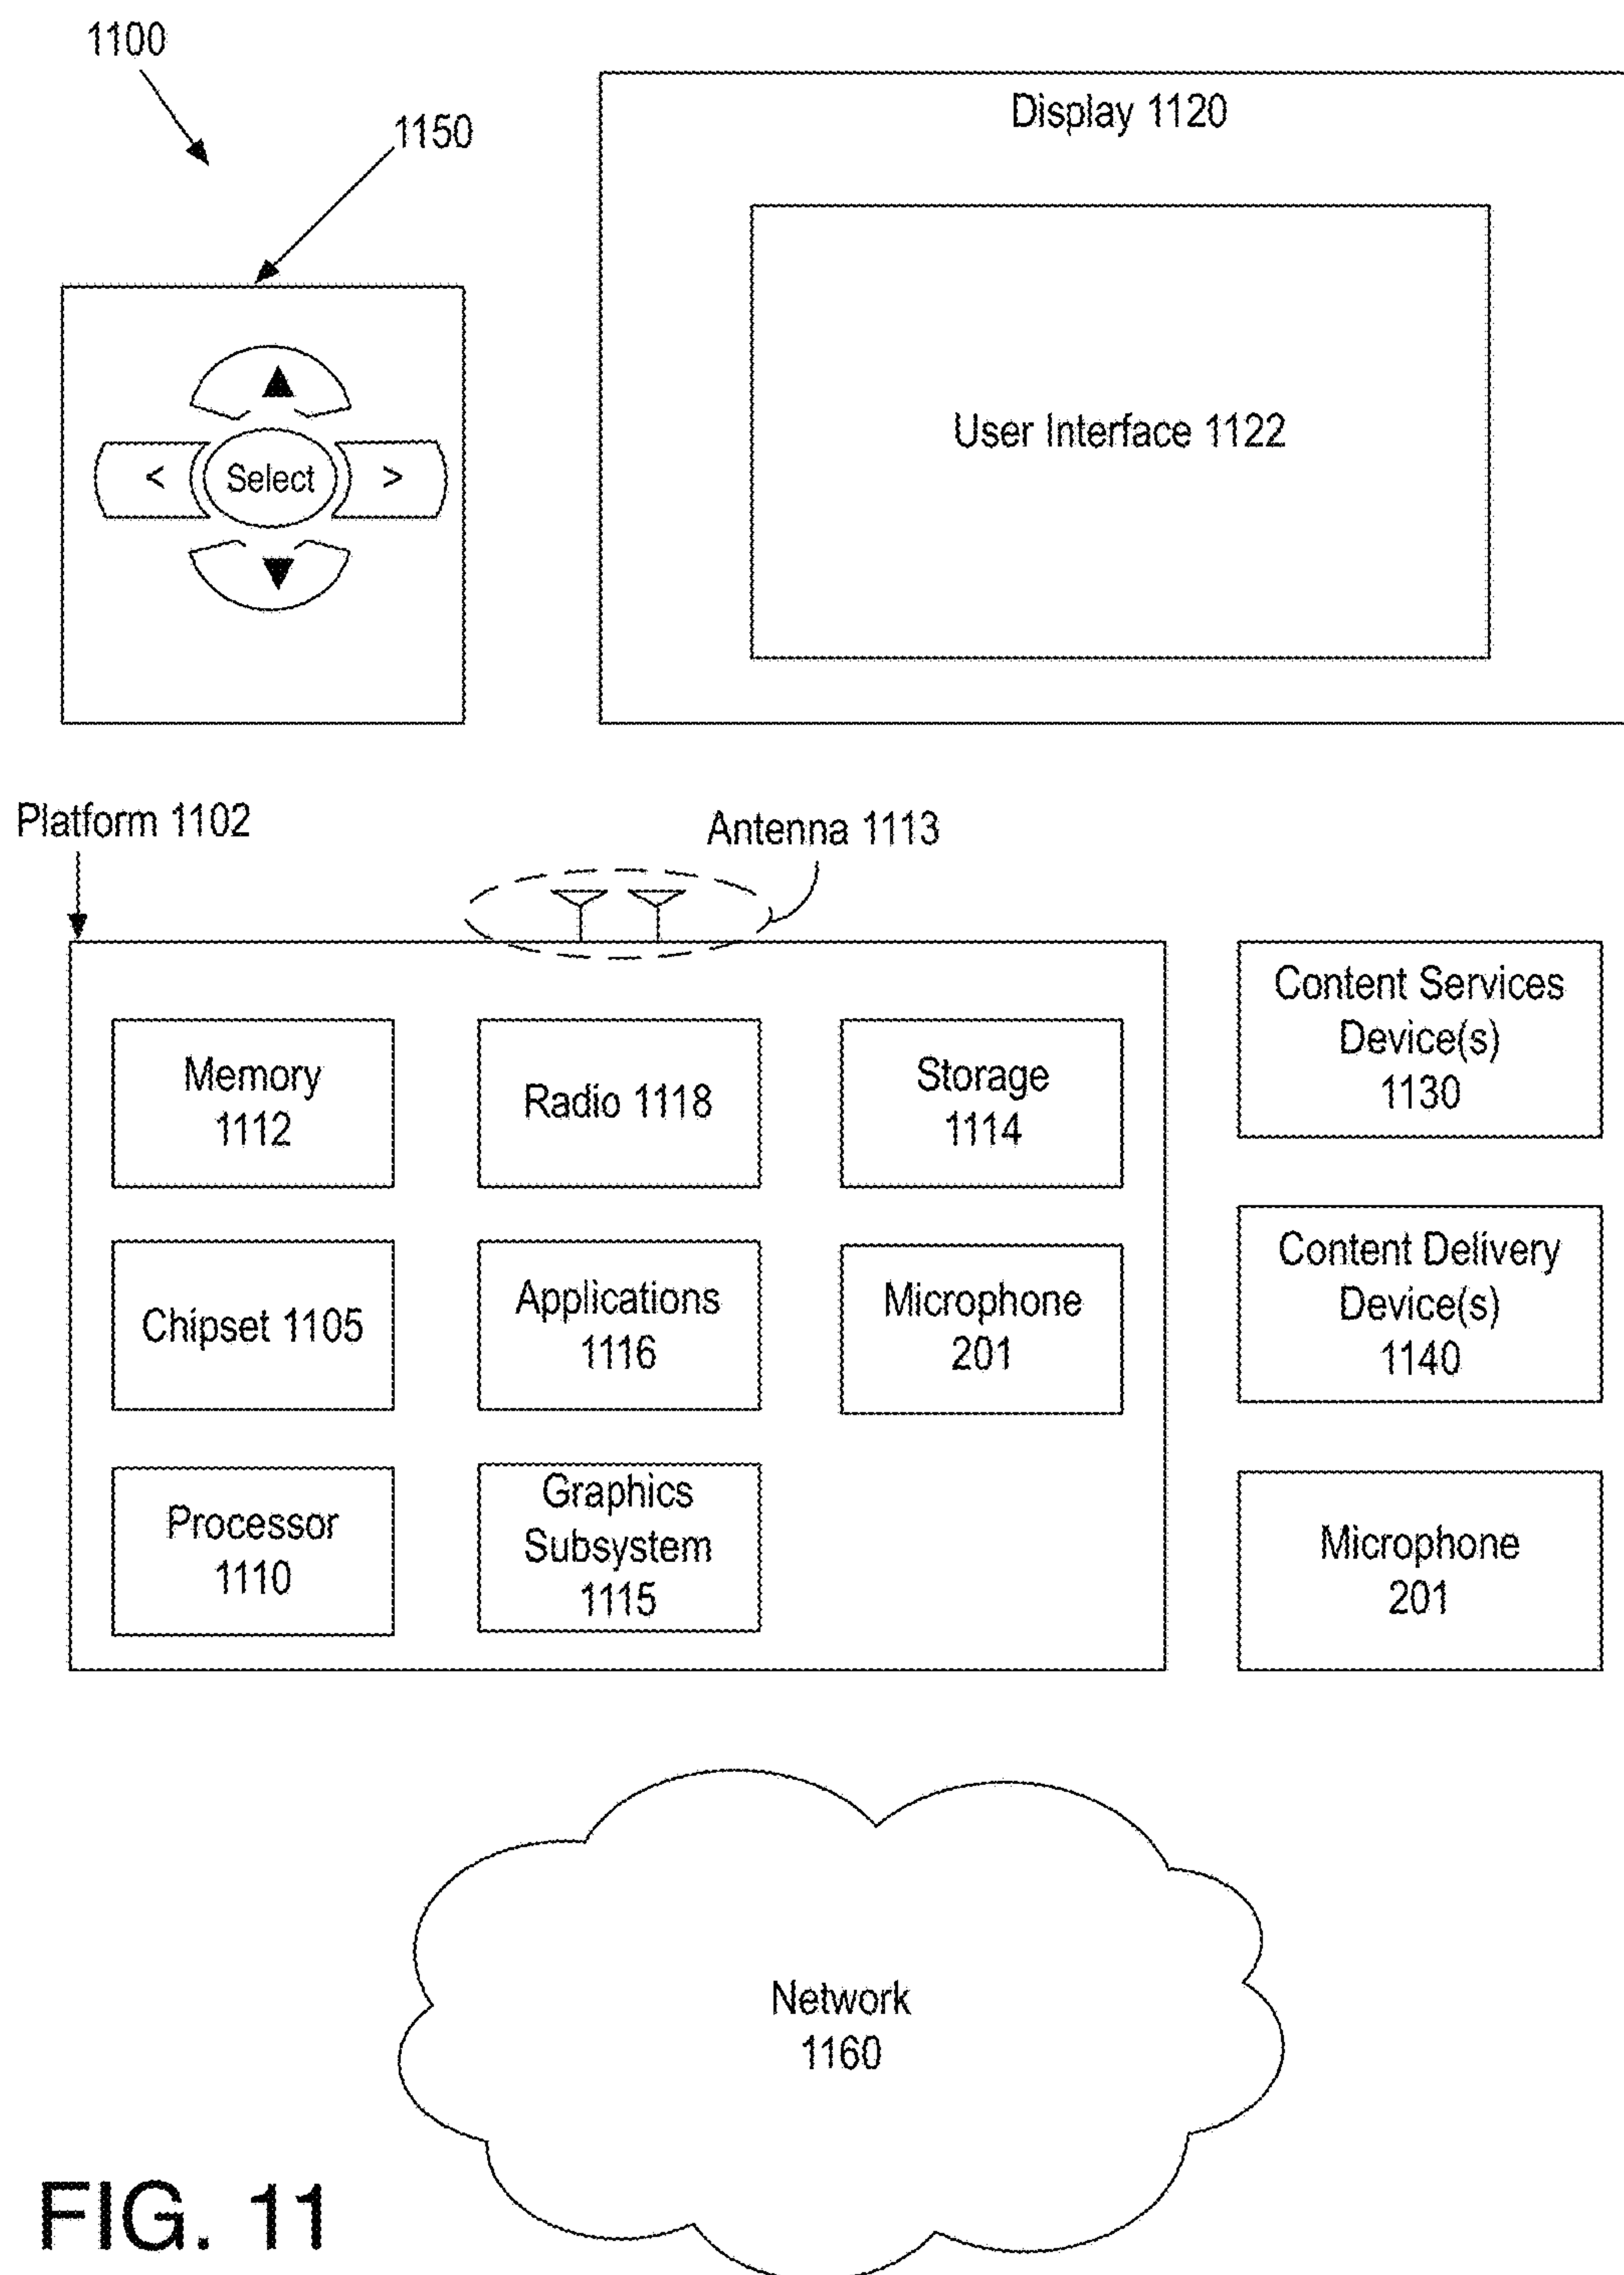 1100
1150
Display 1120
User Interface 1122
<
Select
>
Platform 1102
Antenna 1113
Memory
1112
Radio 1118
Storage
1114
Chipset 1105
Applications
1116
Microphone
201
Processor
1110
Graphics
Subsystem
1115
Content Services
Device(s)
1130
Content Delivery
Device(s)
1140
Microphone
201
Network
1160
FIG. 11